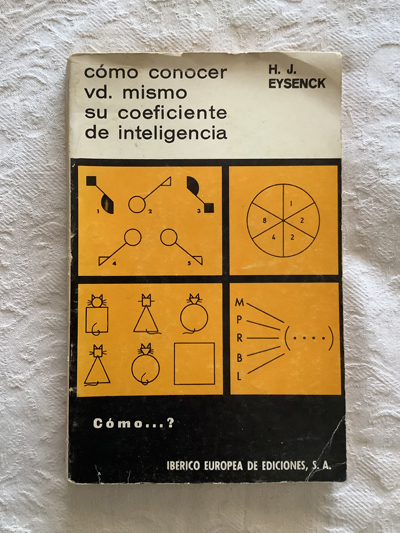 cómo conocer
vd. mismo
su coeficiente
de inteligencia
H. J.
EYSENCK
1
2
3
4
5
1
8
2
4
2
M
P
R
B
L
(....)
Cómo...?
IBERICO EUROPEA DE EDICIONES, S. A.